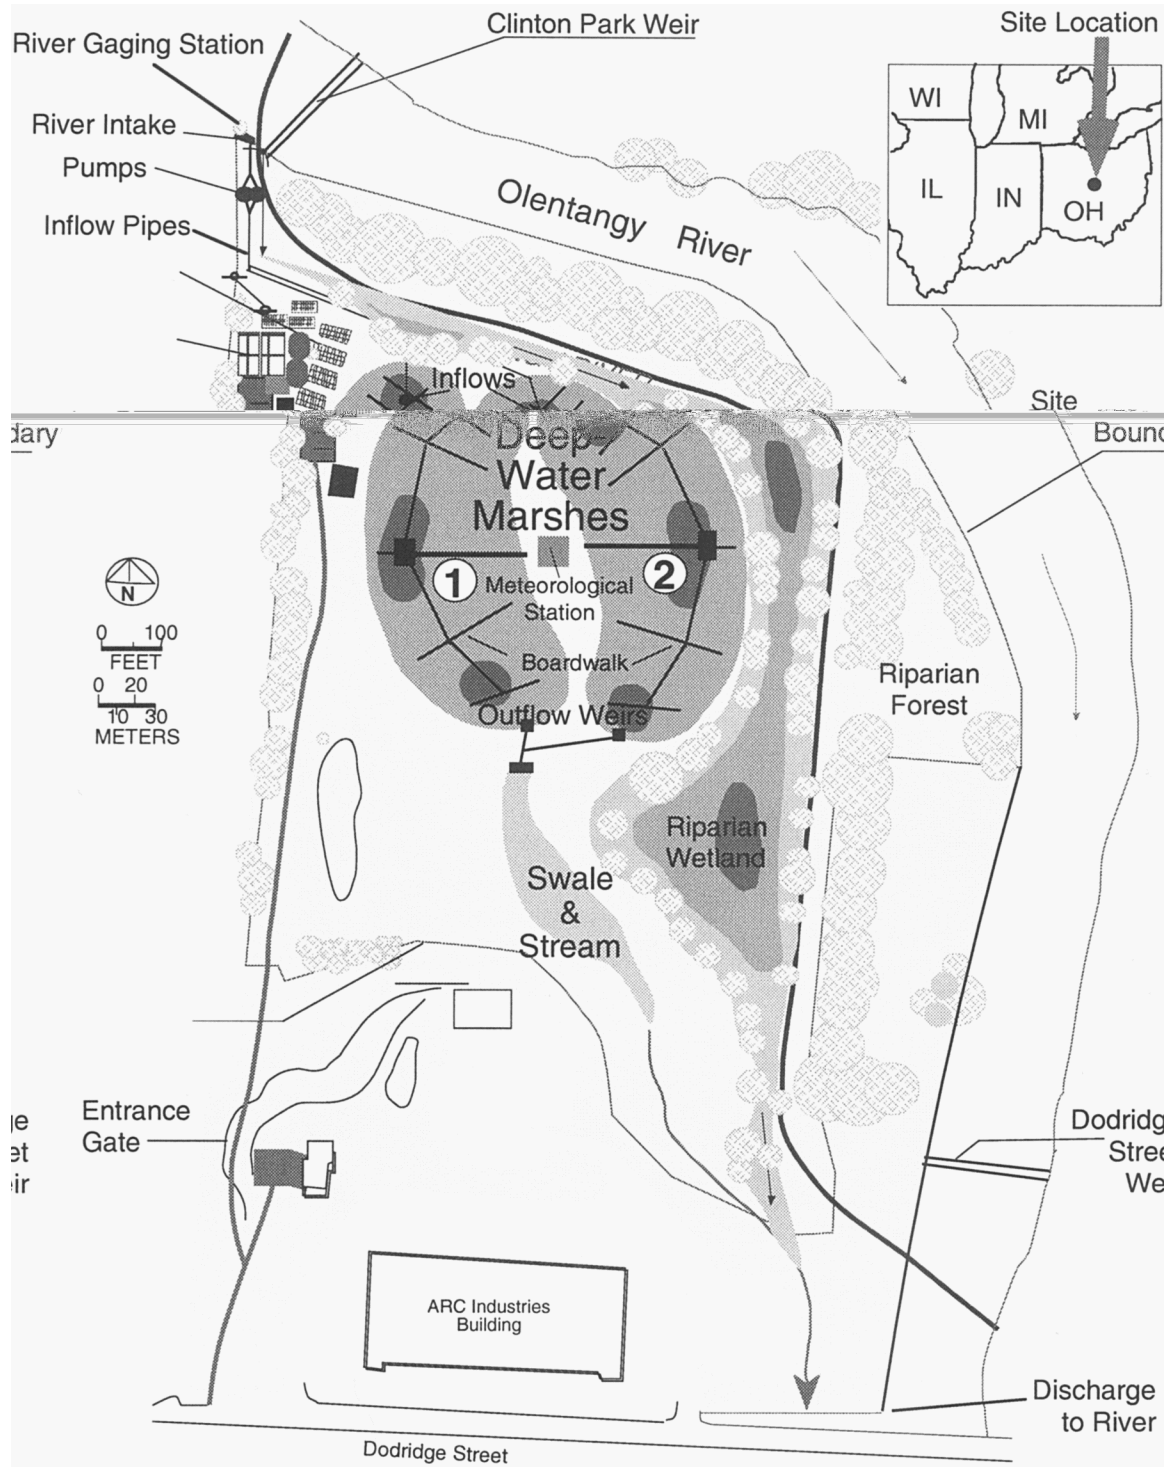 Clinton Park Weir
Site Location
River Gaging Station
River Intake
Pumps
Inflow Pipes
WI
MI
IL
IN
OH
Olentangy River
Inflows
Site
Bound
dary
Deep-
Water
Marshes
1
2
Meteorological
Station
Boardwalk
Outflow Weirs
N
0 100
FEET
0 20
10 30
METERS
Riparian
Forest
Riparian
Wetland
Swale
&
Stream
Entrance
Gate
ge
et
eir
Dodridg
Stree
We
ARC Industries
Building
Discharge
to River
Dodridge Street